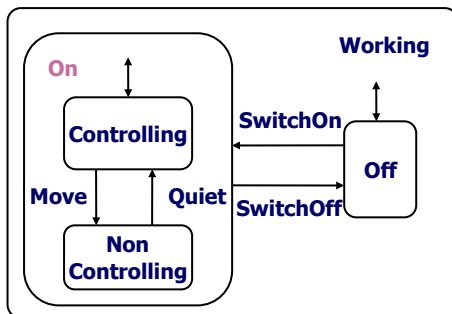 Working
On
Controlling
SwitchOn
Off
Move
Quiet
SwitchOff
Non
Controlling